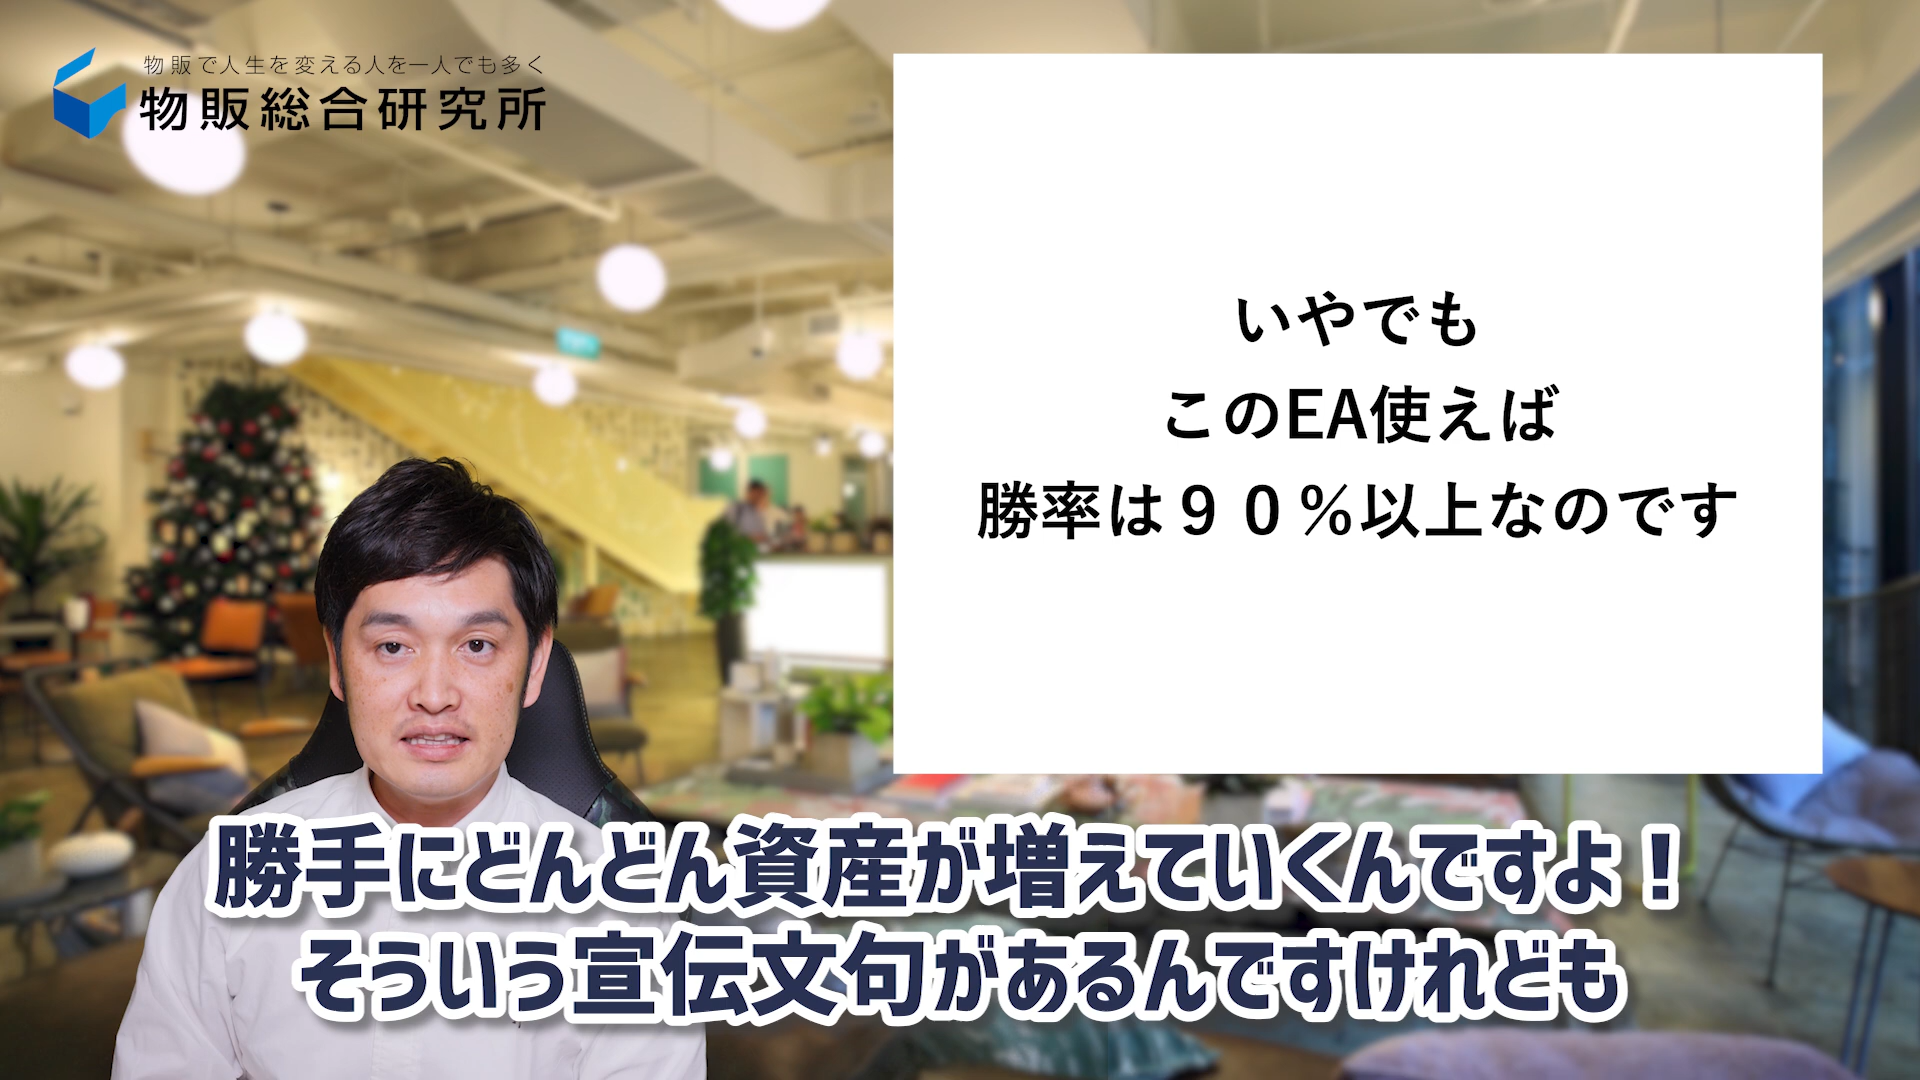 物販で人生を変える人を一人でも多く
物販総合研究所
いやでも
このEA使えば
勝率は９０％以上なのです
勝手にどんどん資産が増えていくんですよ！
そういう宣伝文句があるんですけれども